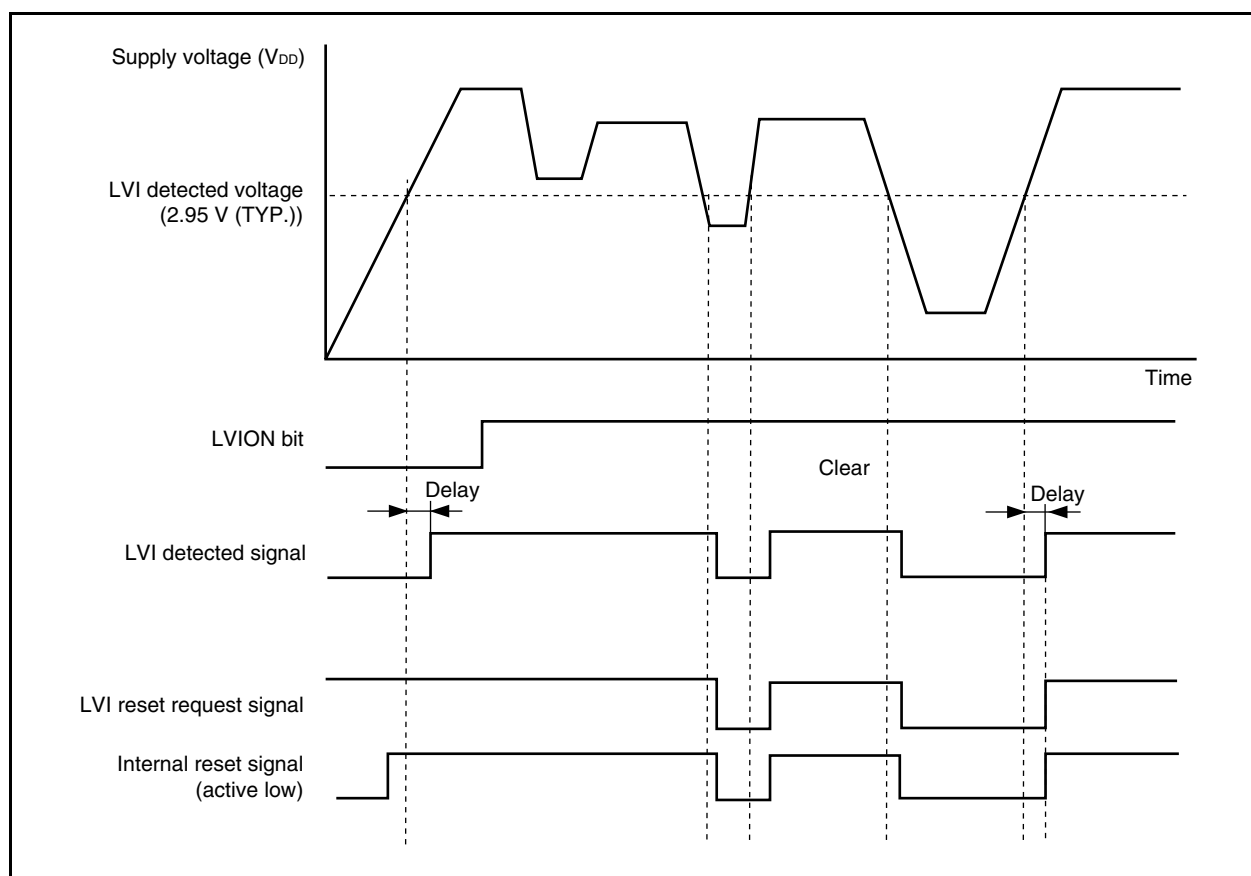 Supply voltage (VDD)
LVI detected voltage
(2.95 V (TYP.))
Time
LVION bit
Clear
Delay
Delay
LVI detected signal
LVI reset request signal
Internal reset signal
(active low)